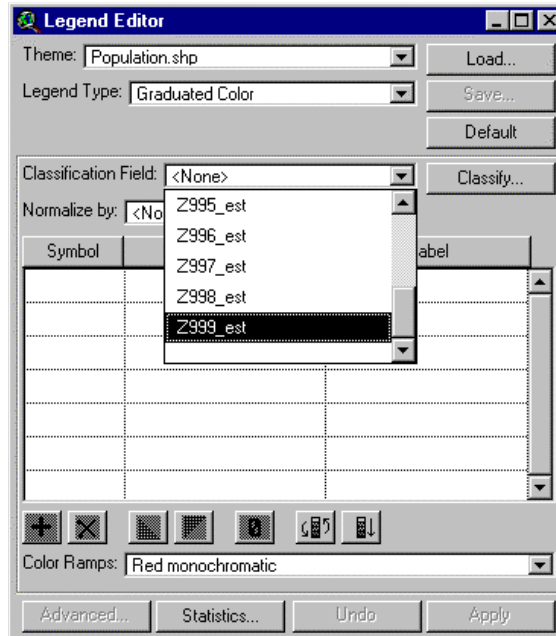 Legend Editor
Theme: Population.shp
Load...
Legend Type: Graduated Color
Save...
Default
Classification Field: <None>
Classify...
Normalize by: <No
Z995_est
Z996_est
Z997_est
Z998_est
Z999_est
Symbol
abel
Color Ramps: Red monochromatic
Advanced...
Statistics...
Undo
Apply